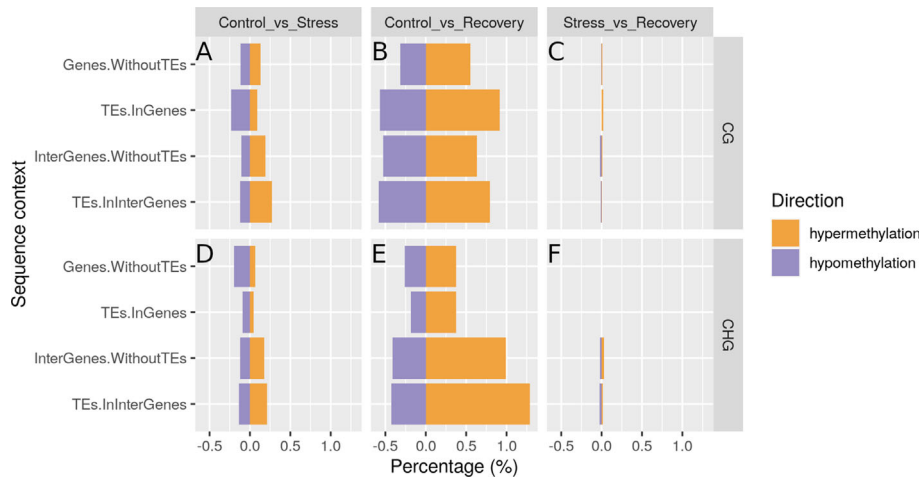 Control_vs_Stress
Control_vs_Recovery
Stress_vs_Recovery
A
B
C
Genes.WithoutTEs
TEs.InGenes
InterGenes.WithoutTEs
TEs.InInterGenes
CG
D
E
F
Genes.WithoutTEs
TEs.InGenes
InterGenes.WithoutTEs
TEs.InInterGenes
CHG
Sequence context
-0.5 0.0 0.5 1.0
-0.5 0.0 0.5 1.0
-0.5 0.0 0.5 1.0
Percentage (%)
Direction
hypermethylation
hypomethylation